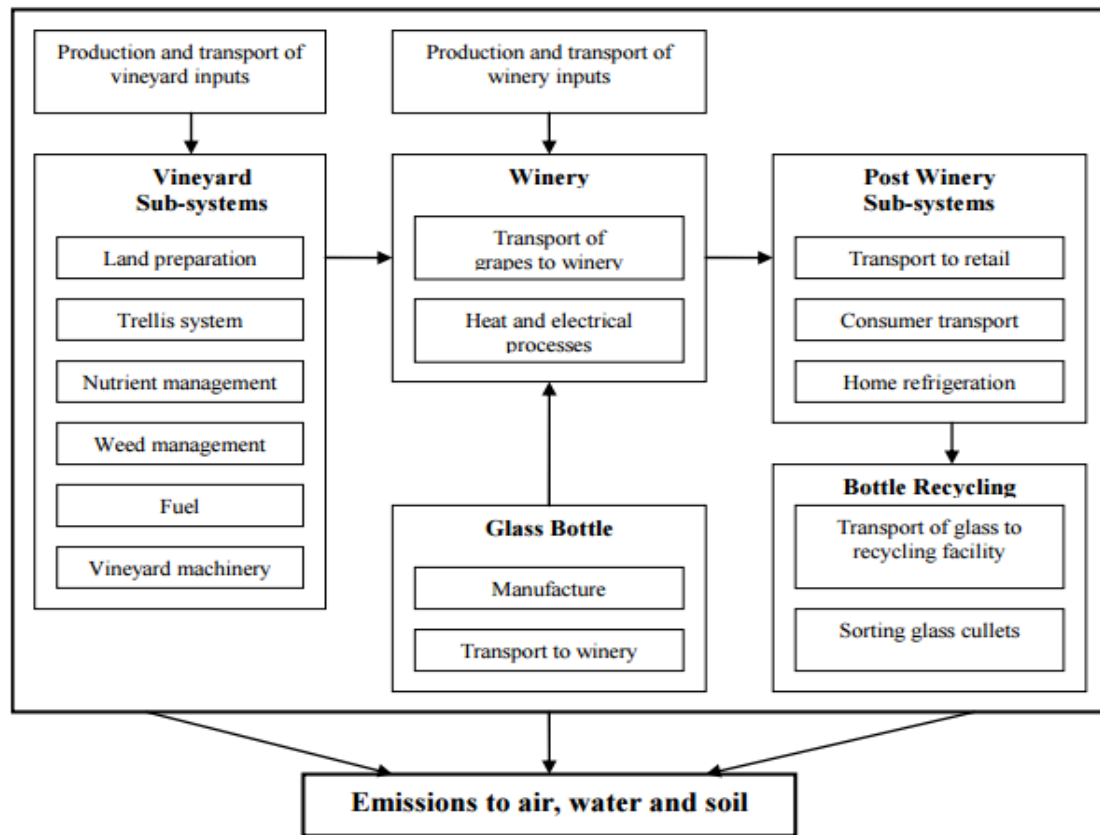 Production and transport of
vineyard inputs
Production and transport of
winery inputs
Vineyard
Sub-systems
Land preparation
Trellis system
Nutrient management
Weed management
Fuel
Vineyard machinery
Winery
Transport of
grapes to winery
Heat and electrical
processes
Post Winery
Sub-systems
Transport to retail
Consumer transport
Home refrigeration
Glass Bottle
Manufacture
Transport to winery
Bottle Recycling
Transport of glass to
recycling facility
Sorting glass cullets
Emissions to air, water and soil